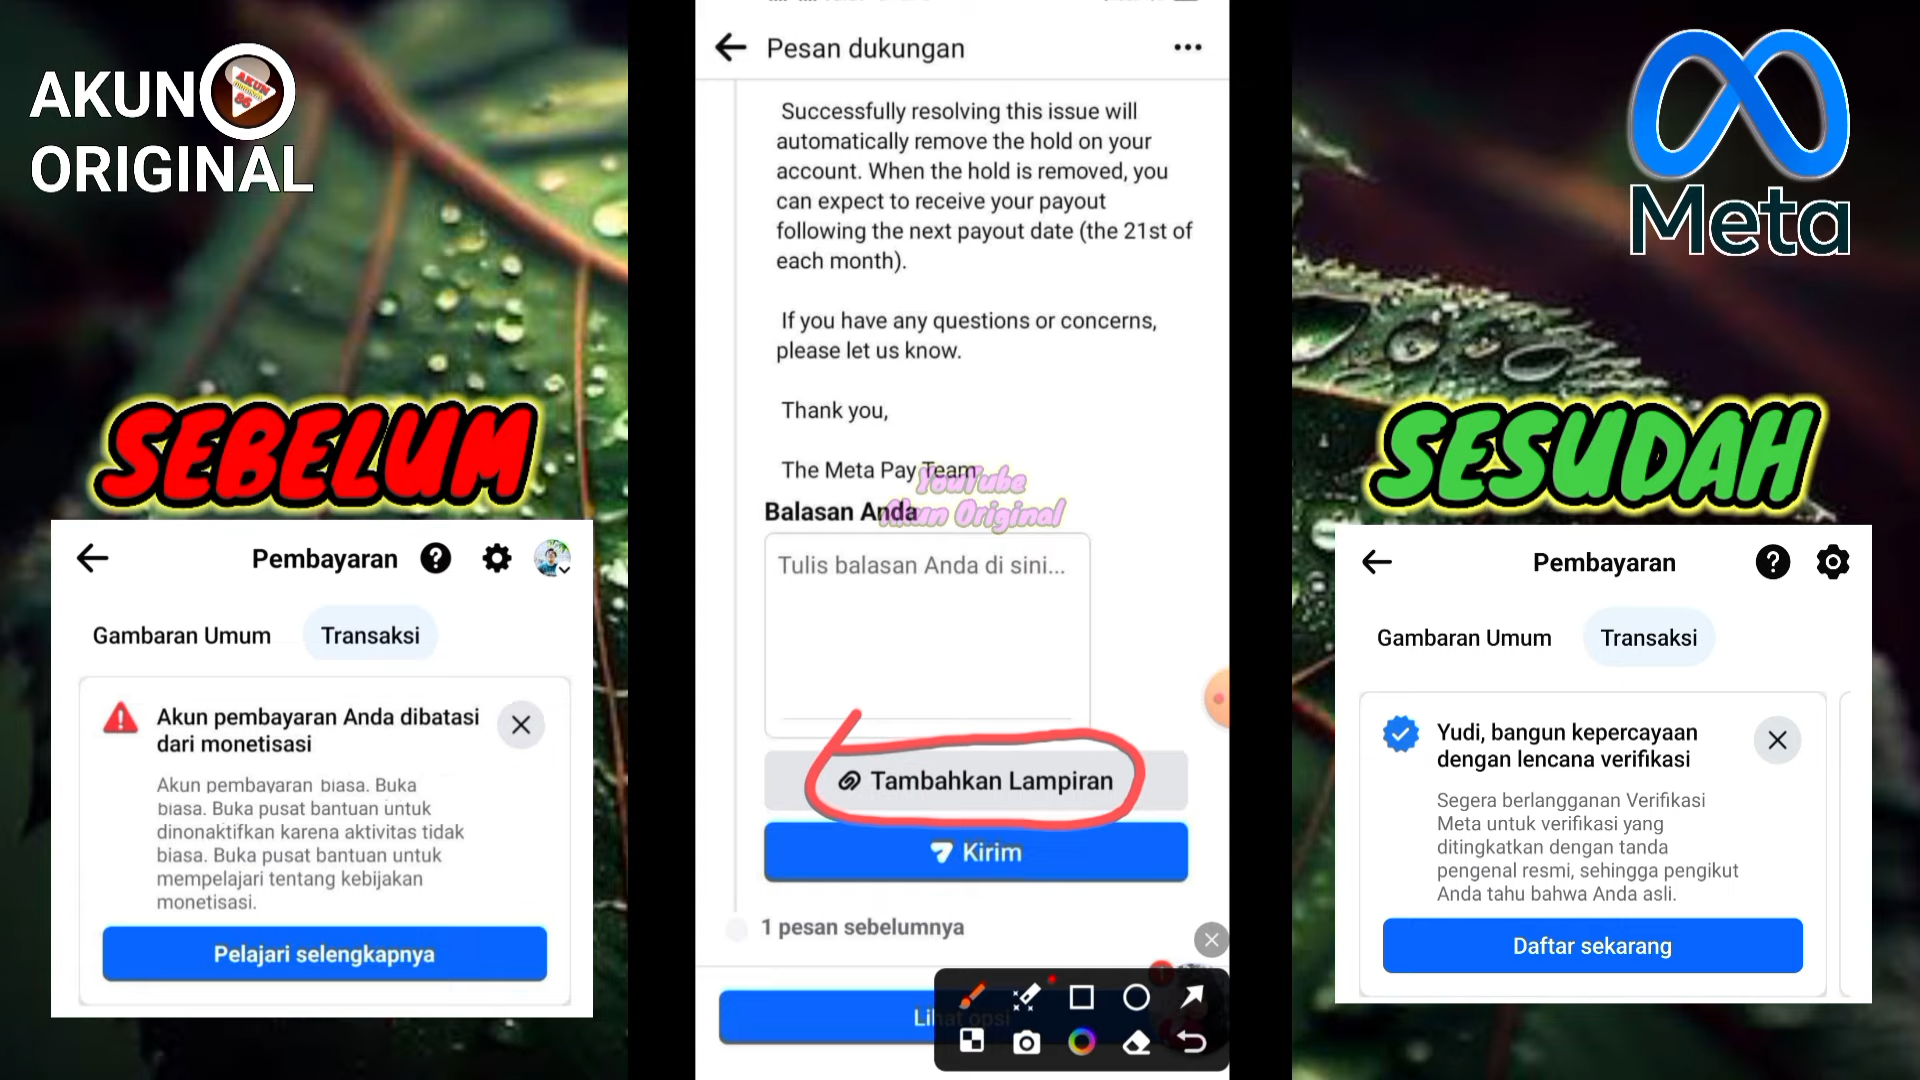 AKUN
AKUN
ORIGINAL
86
ORIGINAL
Meta
SEBELUM
Pembayaran
Gambaran Umum
Transaksi
Akun pembayaran Anda dibatasi
dari monetisasi
Akun pembayaran biasa. Buka
biasa. Buka pusat bantuan untuk
dinonaktifkan karena aktivitas tidak
biasa. Buka pusat bantuan untuk
mempelajari tentang kebijakan
monetisasi.
Pelajari selengkapnya
Pesan dukungan
Successfully resolving this issue will
automatically remove the hold on your
account. When the hold is removed, you
can expect to receive your payout
following the next payout date (the 21st of
each month).
If you have any questions or concerns,
please let us know.
Thank you,
The Meta Pay Team
YouTube
Akun Original
Balasan Anda
Tulis balasan Anda di sini...
Tambahkan Lampiran
Kirim
1 pesan sebelumnya
Lihat opsi
SESUDAH
Pembayaran
Gambaran Umum
Transaksi
Yudi, bangun kepercayaan
dengan lencana verifikasi
Segera berlangganan Verifikasi
Meta untuk verifikasi yang
ditingkatkan dengan tanda
pengenal resmi, sehingga pengikut
Anda tahu bahwa Anda asli.
Daftar sekarang